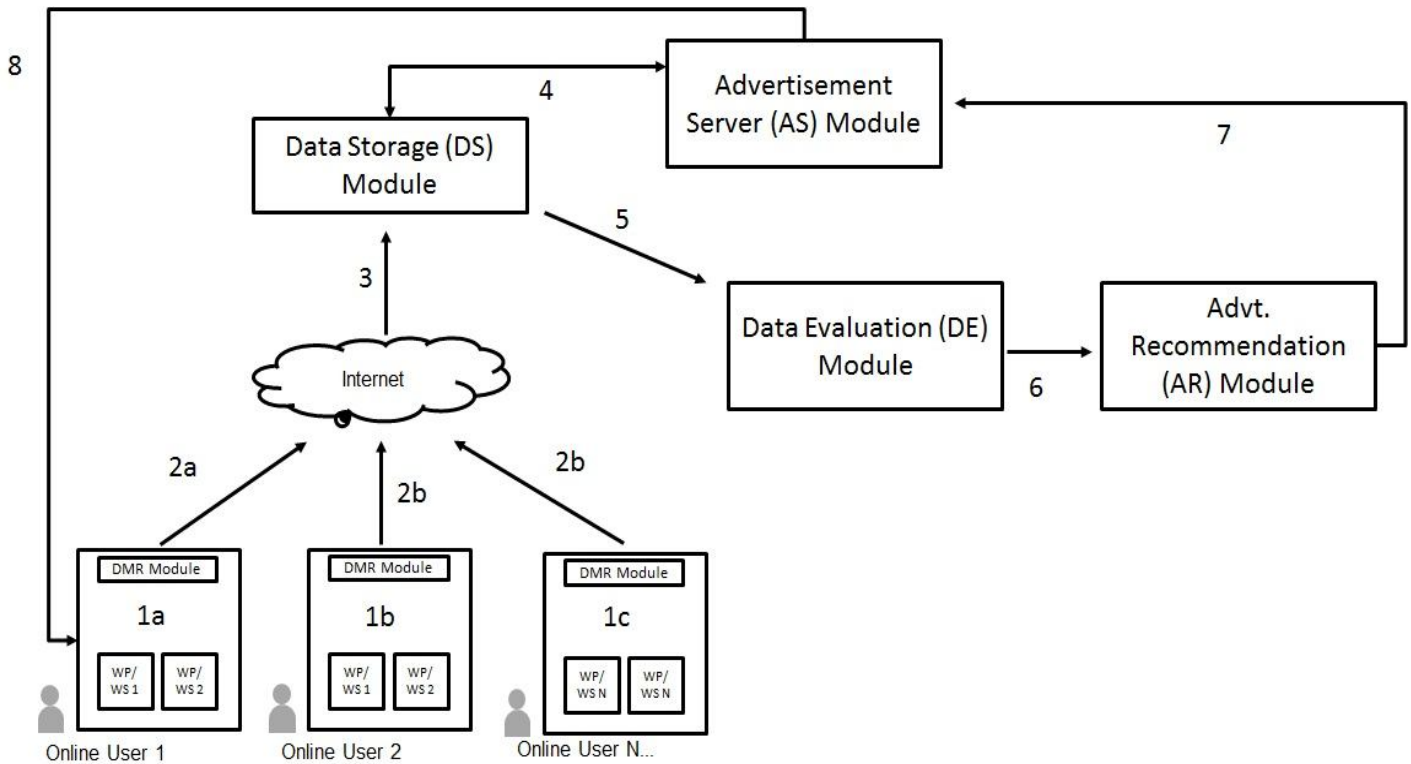 8
Advertisement
Server (AS) Module
4
7
Data Storage (DS)
Module
5
3
Data Evaluation (DE)
Module
6
Advt.
Recommendation
(AR) Module
Internet
2a
2b
2b
DMR Module
1a
WP/
WS 1
WP/
WS 2
Online User 1
DMR Module
1b
WP/
WS 1
WP/
WS 2
Online User 2
DMR Module
1c
WP/
WS N
WP/
WS N
Online User N...